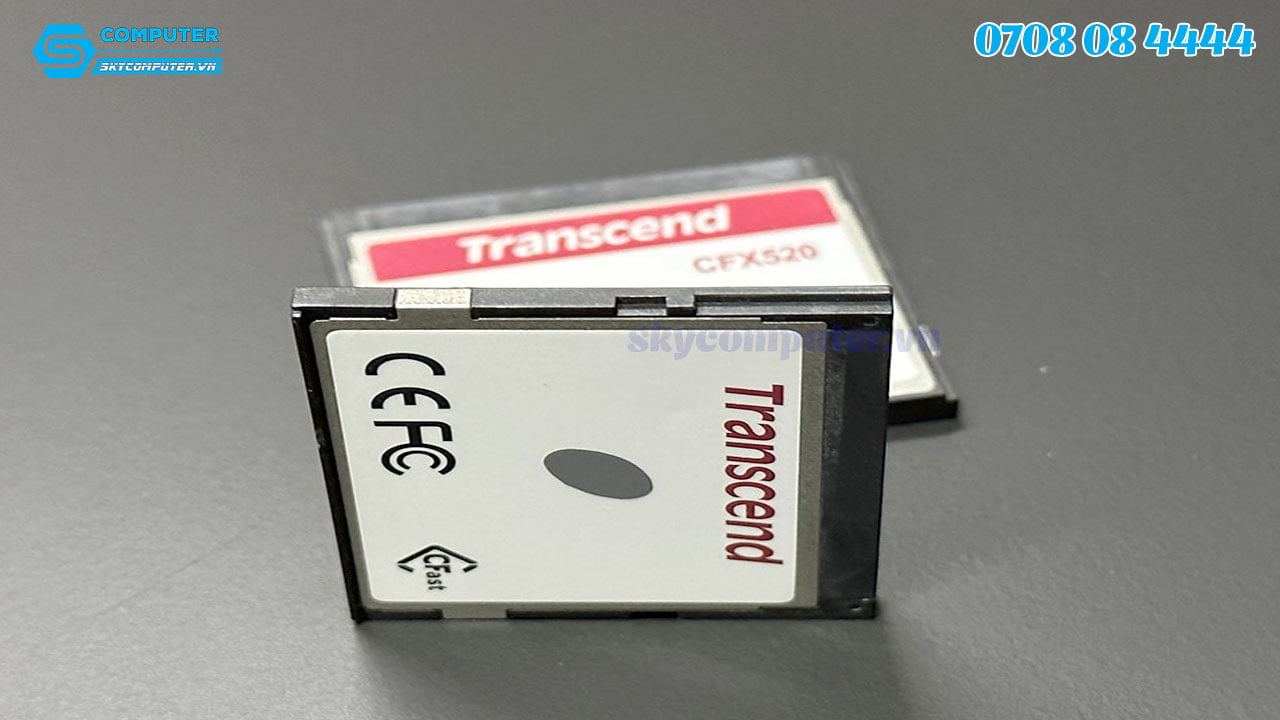 COMPUTER
SKYCOMPUTER.VN
0708 08 4444
Transcend
CFX520
skycomputer.vn
CE FC
Transcend
CFast